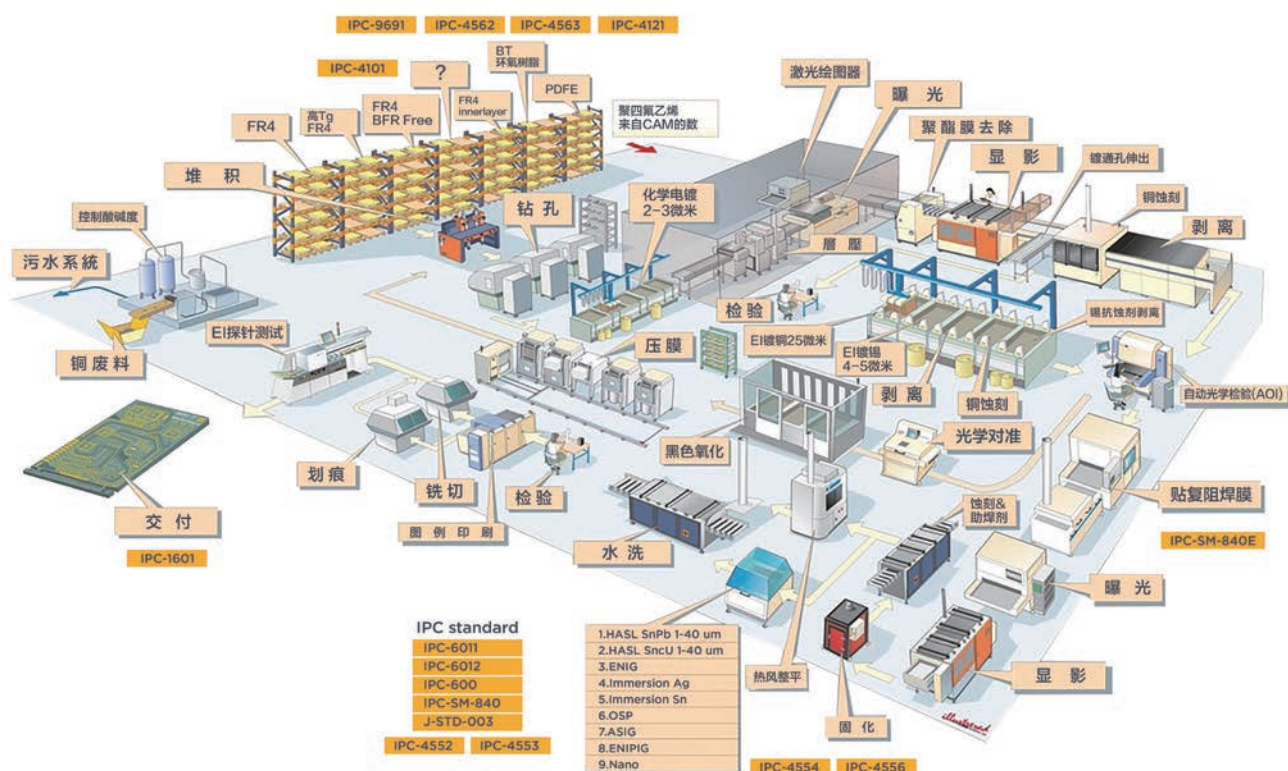 IPC-9691
IPC-4562
IPC-4563
IPC-4121
IPC-4101
FR4
高Tg
FR4
FR4
BFR Free
?
FR4
innerlayer
BT
环氧树脂
PDFE
聚四氟乙烯
来自CAM的数
激光绘图器
曝光
聚酯膜去除
显影
镀通孔伸出
铜蚀刻
剥离
堆积
钻孔
化学电镀
2-3微米
層壓
控制酸碱度
污水系統
铜废料
EI探针测试
压膜
检验
EI镀铜25微米
EI镀锡
4-5微米
剥离
铜蚀刻
锡抗蚀剂剥离
自动光学检验(AOI)
黑色氧化
光学对准
贴复阻焊膜
IPC-SM-840E
划痕
铣切
检验
图例印刷
交付
IPC-1601
水洗
蚀刻&
助焊剂
曝光
显影
固化
热风整平
IPC standard
IPC-6011
IPC-6012
IPC-600
IPC-SM-840
J-STD-003
IPC-4552
IPC-4553
1.HASL SnPb 1-40 um
2.HASL SncU 1-40 um
3.ENIG
4.Immersion Ag
5.Immersion Sn
6.OSP
7.ASIG
8.ENIPIG
9.Nano
IPC-4554
IPC-4556